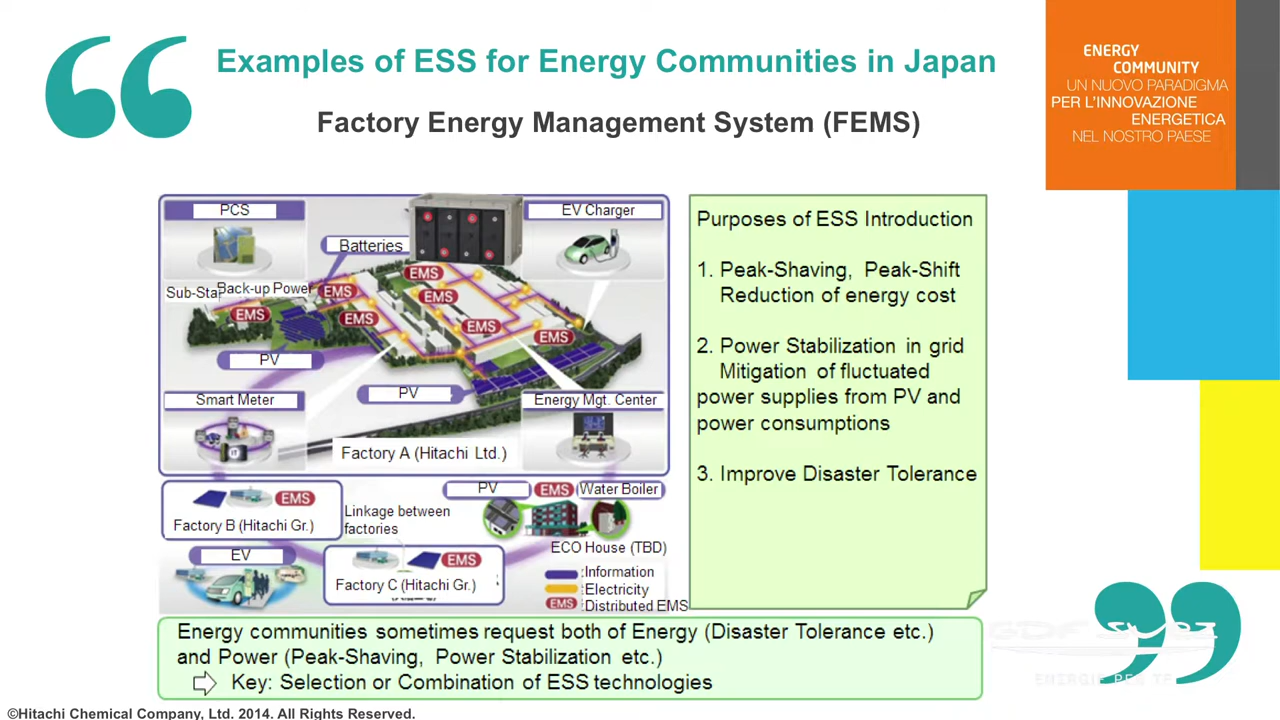 Examples of ESS for Energy Communities in Japan
Factory Energy Management System (FEMS)
ENERGY
COMMUNITY
UN NUOVO PARADIGMA
PER L'INNOVAZIONE
ENERGETICA
NEL NOSTRO PAESE
PCS
Batteries
EV Charger
Sub-Sta
Back-up Power
EMS
EMS
EMS
EMS
EMS
EMS
EMS
PV
PV
Smart Meter
IT
Energy Mgt. Center
Factory A (Hitachi Ltd.)
EMS
Factory B (Hitachi Gr.)
Linkage between
factories
PV
EMS
Water Boiler
ECO House (TBD)
EV
EMS
Factory C (Hitachi Gr.)
:Information
:Electricity
EMS :Distributed EMS
Purposes of ESS Introduction
1. Peak-Shaving, Peak-Shift
Reduction of energy cost
2. Power Stabilization in grid
Mitigation of fluctuated
power supplies from PV and
power consumptions
3. Improve Disaster Tolerance
Energy communities sometimes request both of Energy (Disaster Tolerance etc.)
and Power (Peak-Shaving, Power Stabilization etc.)
Key: Selection or Combination of ESS technologies
GDF SUEZ
©Hitachi Chemical Company, Ltd. 2014. All Rights Reserved.